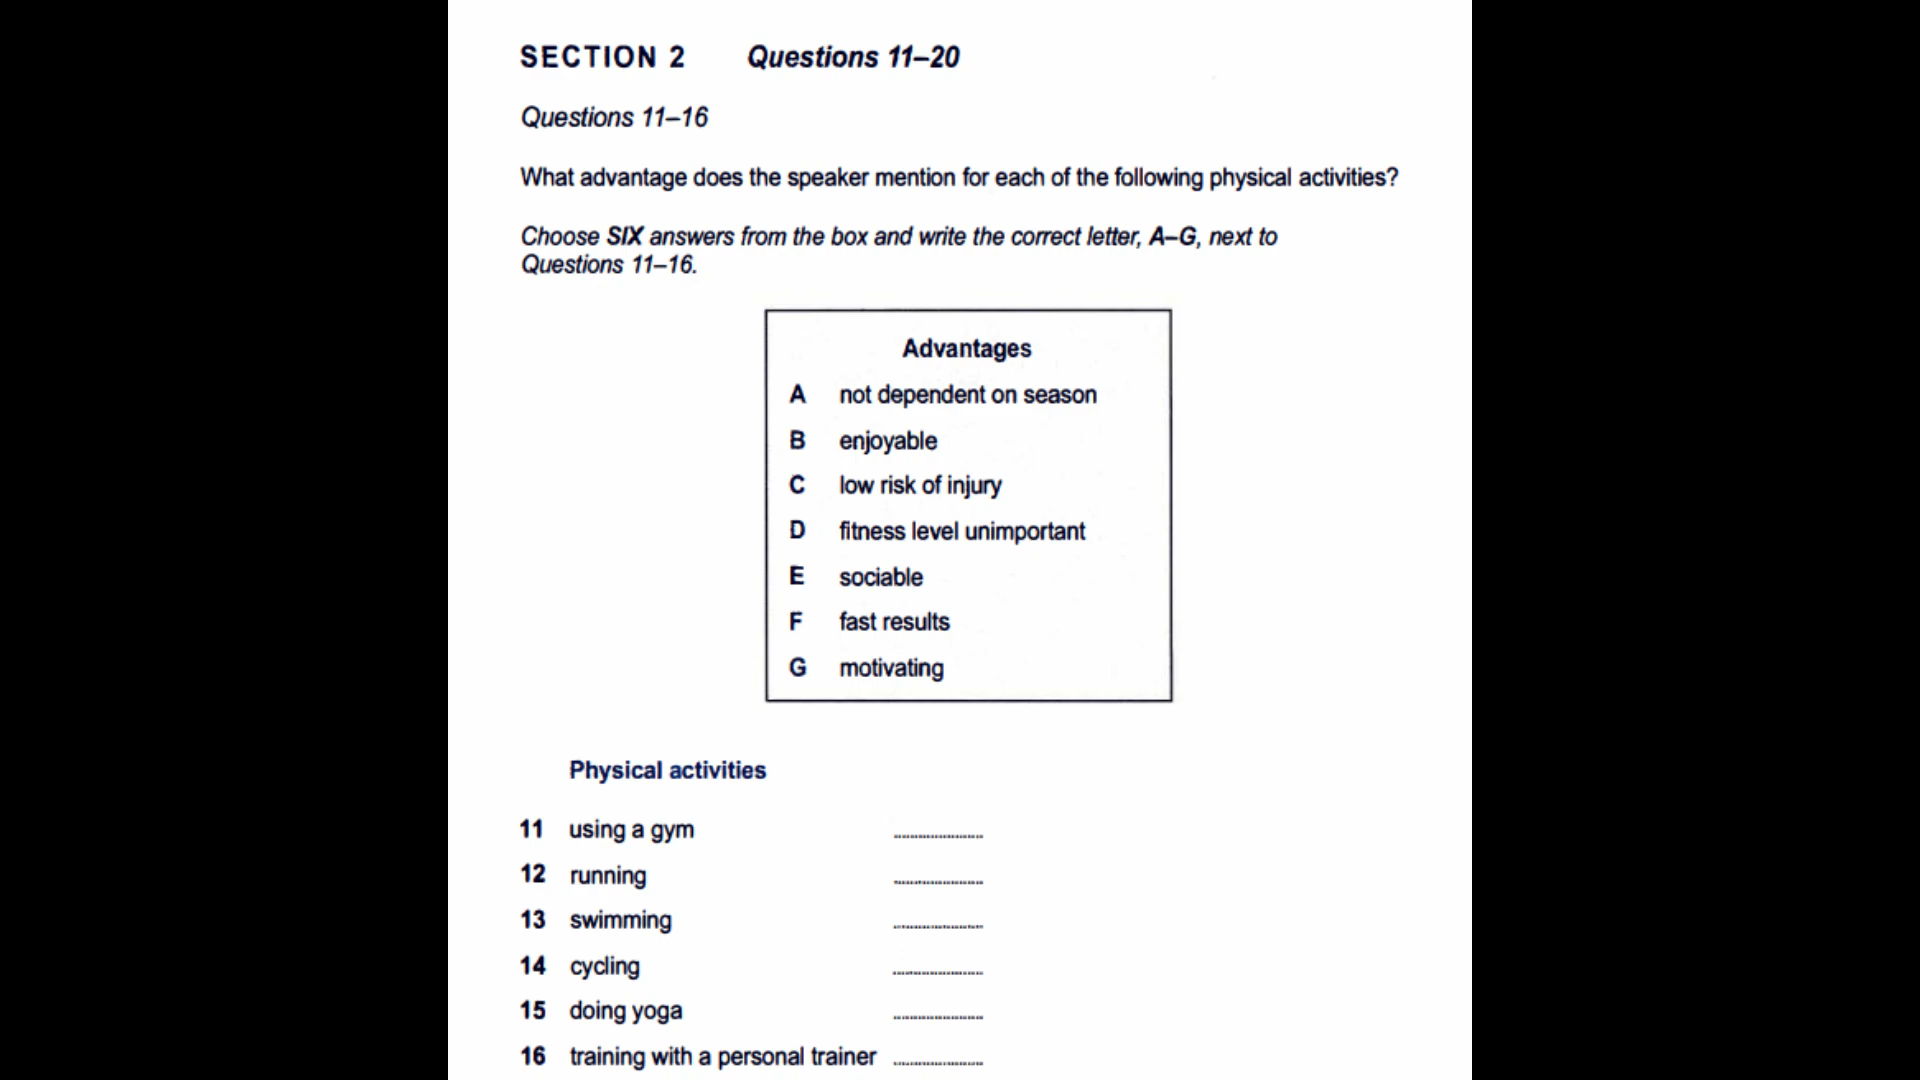 SECTION 2 Questions 11–20
Questions 11–16
What advantage does the speaker mention for each of the following physical activities?
Choose SIX answers from the box and write the correct letter, A–G, next to
Questions 11–16.
Advantages
A not dependent on season
B enjoyable
C low risk of injury
D fitness level unimportant
E sociable
F fast results
G motivating
Physical activities
11 using a gym ........................
12 running ........................
13 swimming ........................
14 cycling ........................
15 doing yoga ........................
16 training with a personal trainer ........................